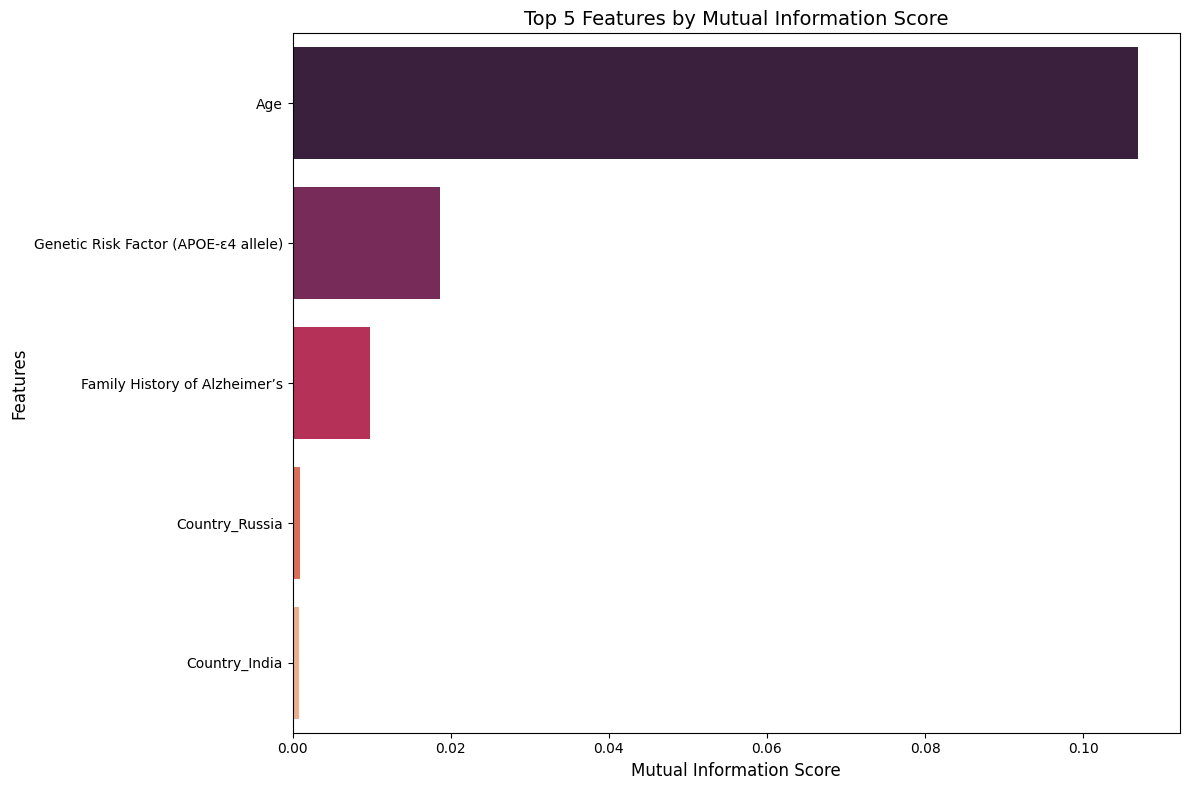 Top 5 Features by Mutual Information Score
Features
Age
Genetic Risk Factor (APOE-ε4 allele)
Family History of Alzheimer’s
Country_Russia
Country_India
0.00 0.02 0.04 0.06 0.08 0.10
Mutual Information Score